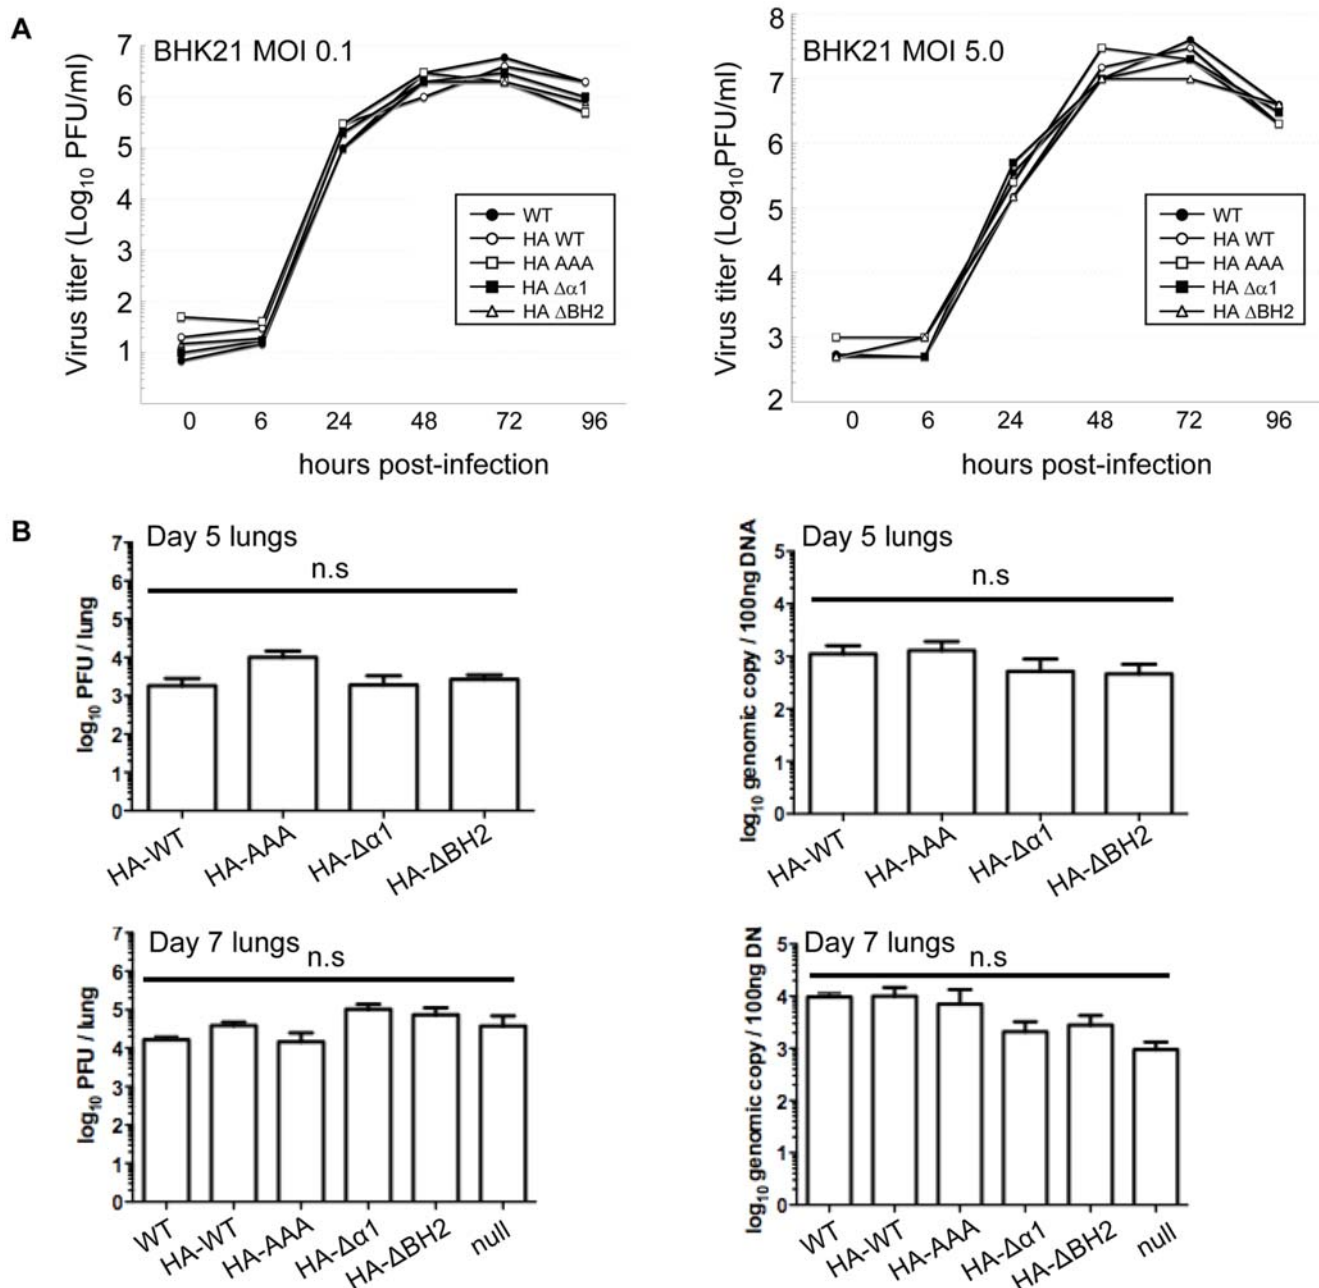 A
BHK21 MOI 0.1
Virus titer (Log10 PFU/ml)
7
6
5
4
3
2
1
WT
HA WT
HA AAA
HA Δα1
HA ΔBH2
0 6 24 48 72 96
hours post-infection
BHK21 MOI 5.0
Virus titer (Log10PFU/ml)
8
7
6
5
4
3
2
WT
HA WT
HA AAA
HA Δα1
HA ΔBH2
0 6 24 48 72 96
hours post-infection
B
Day 5 lungs
n.s
log10 PFU / lung
7
6
5
4
3
2
1
0
HA-WT HA-AAA HA-Δα1 HA-ΔBH2
Day 5 lungs
n.s
log10 genomic copy / 100ng DNA
5
4
3
2
1
0
HA-WT HA-AAA HA-Δα1 HA-ΔBH2
Day 7 lungs
n.s
log10 PFU / lung
7
6
5
4
3
2
1
0
WT HA-WT HA-AAA HA-Δα1 HA-ΔBH2 null
Day 7 lungs
n.s
log10 genomic copy / 100ng DN
5
4
3
2
1
0
WT HA-WT HA-AAA HA-Δα1 HA-ΔBH2 null